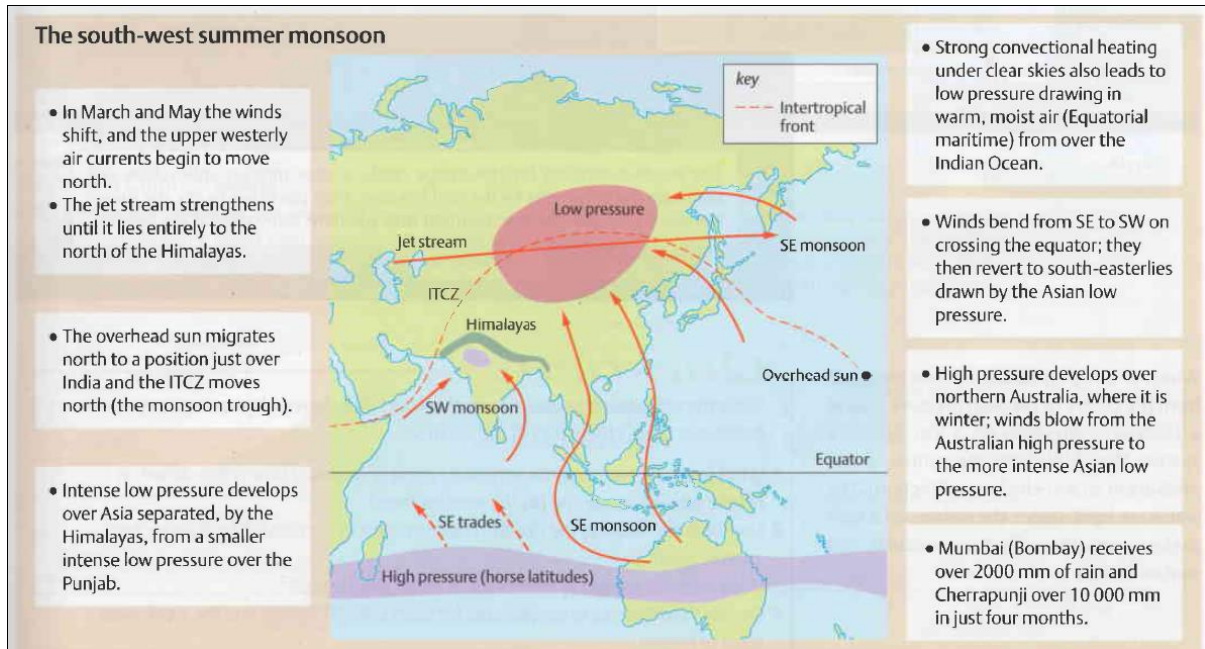 The south-west summer monsoon
• In March and May the winds
shift, and the upper westerly
air currents begin to move
north.
• The jet stream strengthens
until it lies entirely to the
north of the Himalayas.
• The overhead sun migrates
north to a position just over
India and the ITCZ moves
north (the monsoon trough).
• Intense low pressure develops
over Asia separated, by the
Himalayas, from a smaller
intense low pressure over the
Punjab.
key
Intertropical
front
Low pressure
Jet stream
SE monsoon
ITCZ
Himalayas
Overhead sun
SW monsoon
Equator
SE trades
SE monsoon
High pressure (horse latitudes)
• Strong convectional heating
under clear skies also leads to
low pressure drawing in
warm, moist air (Equatorial
maritime) from over the
Indian Ocean.
• Winds bend from SE to SW on
crossing the equator; they
then revert to south-easterlies
drawn by the Asian low
pressure.
• High pressure develops over
northern Australia, where it is
winter; winds blow from the
Australian high pressure to
the more intense Asian low
pressure.
• Mumbai (Bombay) receives
over 2000 mm of rain and
Cherrapunji over 10 000 mm
in just four months.